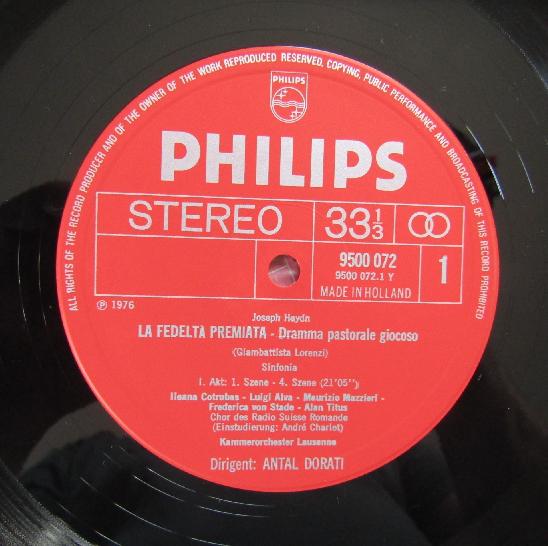 ALL RIGHTS OF THE RECORD PRODUCER AND OF THE OWNER OF THE WORK REPRODUCED RESERVED. COPYING, PUBLIC PERFORMANCE AND BROADCASTING OF THIS RECORD PROHIBITED
PHILIPS
PHILIPS
STEREO
33 1/3
9500 072
9500 072.1 Y
MADE IN HOLLAND
1
Ⓟ 1976
Joseph Haydn
LA FEDELTÀ PREMIATA - Dramma pastorale giocoso
(Giambattista Lorenzi)
Sinfonia
I. Akt: 1. Szene - 4. Szene (21'05'')
Ileana Cotrubas - Luigi Alva - Maurizio Mazzieri -
Frederica von Stade - Alan Titus
Chor des Radio Suisse Romande
(Einstudierung: André Charlet)
Kammerorchester Lausanne
Dirigent: ANTAL DORATI